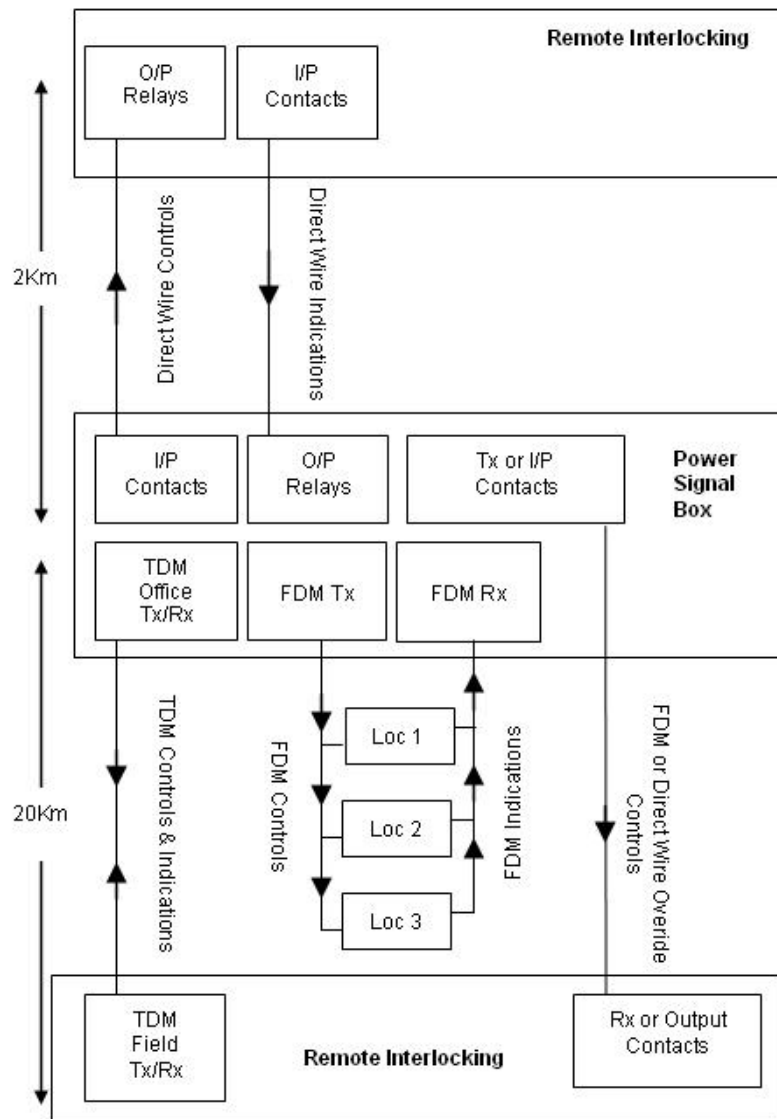 Remote Interlocking
O/P
Relays
I/P
Contacts
2Km
Direct Wire Controls
Direct Wire Indications
I/P
Contacts
O/P
Relays
Tx or I/P
Contacts
Power
Signal
Box
TDM
Office
Tx/Rx
FDM Tx
FDM Rx
20Km
TDM Controls & Indications
FDM Controls
Loc 1
Loc 2
Loc 3
FDM Indications
FDM or Direct Wire Override
Controls
TDM
Field
Tx/Rx
Remote Interlocking
Rx or Output
Contacts